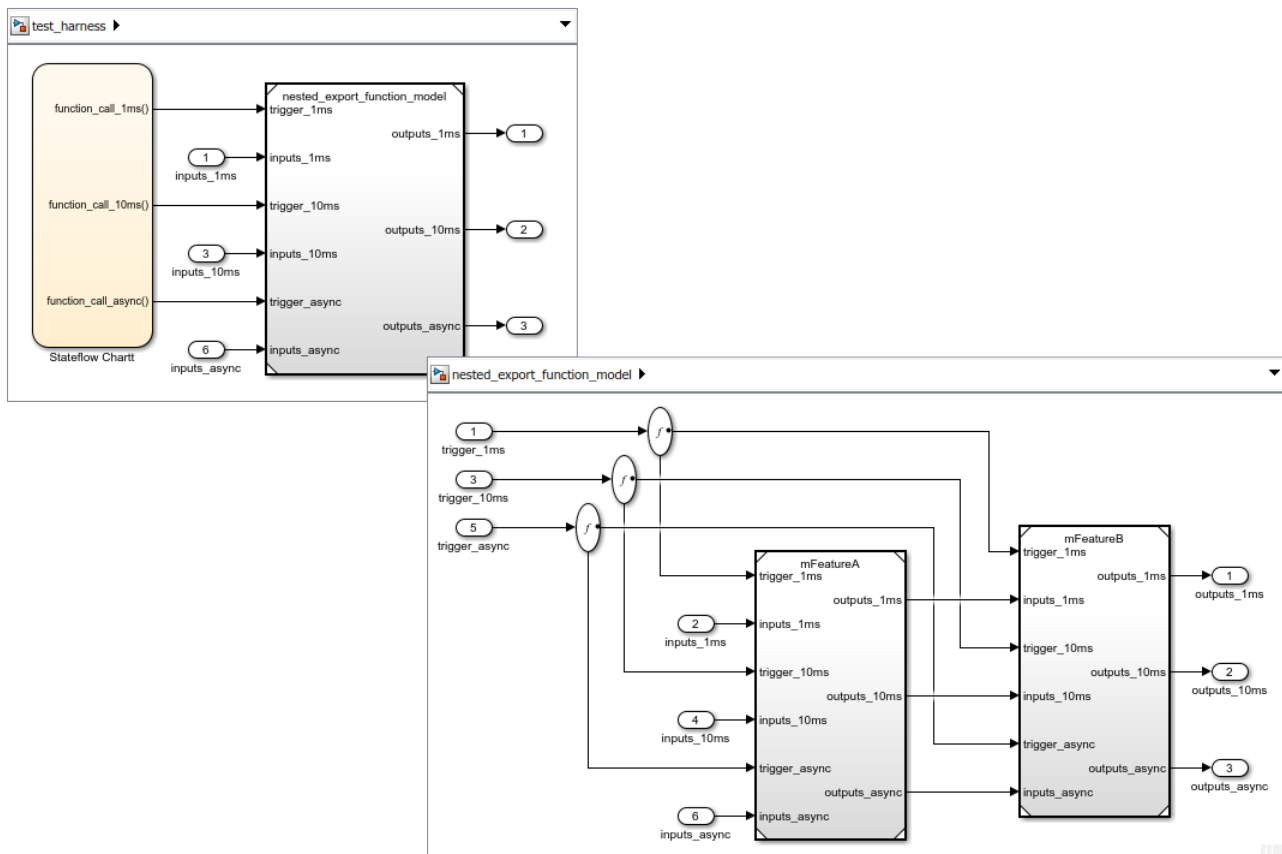 test_harness
function_call_1ms()
function_call_10ms()
function_call_async()
Stateflow Chartt
1
inputs_1ms
3
inputs_10ms
6
inputs_async
nested_export_function_model
trigger_1ms
outputs_1ms
inputs_1ms
trigger_10ms
outputs_10ms
inputs_10ms
trigger_async
outputs_async
inputs_async
1
2
3
nested_export_function_model
1
trigger_1ms
3
trigger_10ms
5
trigger_async
f
f
f
2
inputs_1ms
4
inputs_10ms
6
inputs_async
mFeatureA
trigger_1ms
outputs_1ms
inputs_1ms
trigger_10ms
outputs_10ms
inputs_10ms
trigger_async
outputs_async
inputs_async
mFeatureB
trigger_1ms
outputs_1ms
inputs_1ms
trigger_10ms
outputs_10ms
inputs_10ms
trigger_async
outputs_async
inputs_async
1
outputs_1ms
2
outputs_10ms
3
outputs_async